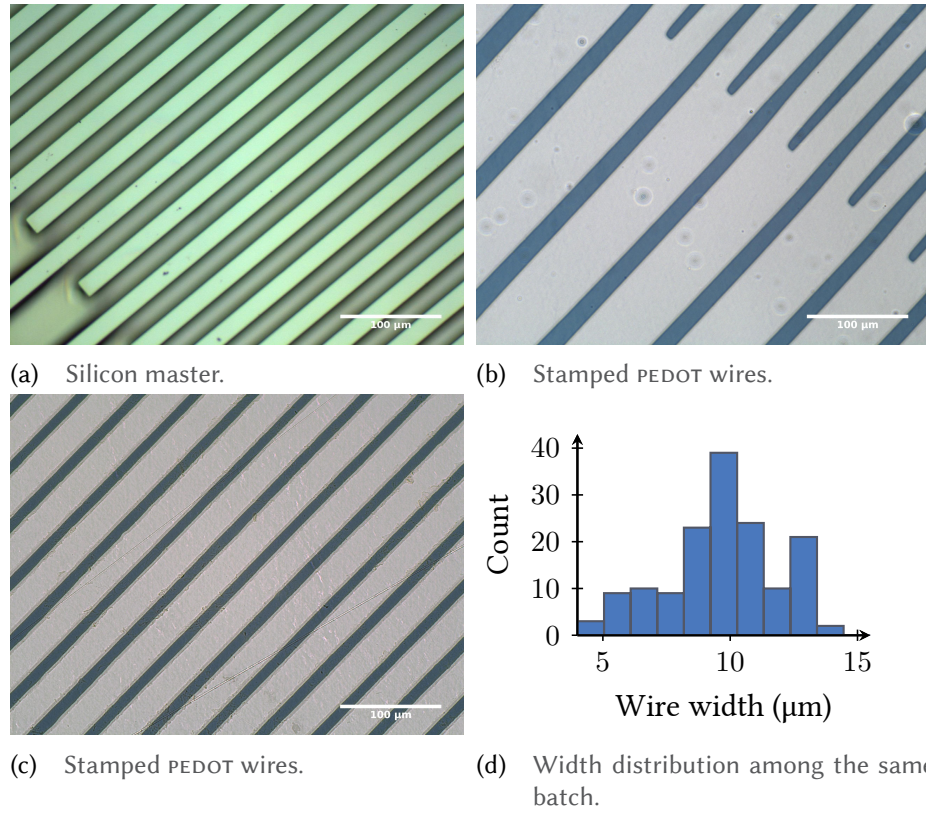 100 µm
100 µm
(a) Silicon master.
(b) Stamped PEDOT wires.
100 µm
40
30
20
10
0
Count
5 10 15
Wire width (µm)
(c) Stamped PEDOT wires.
(d) Width distribution among the same
batch.